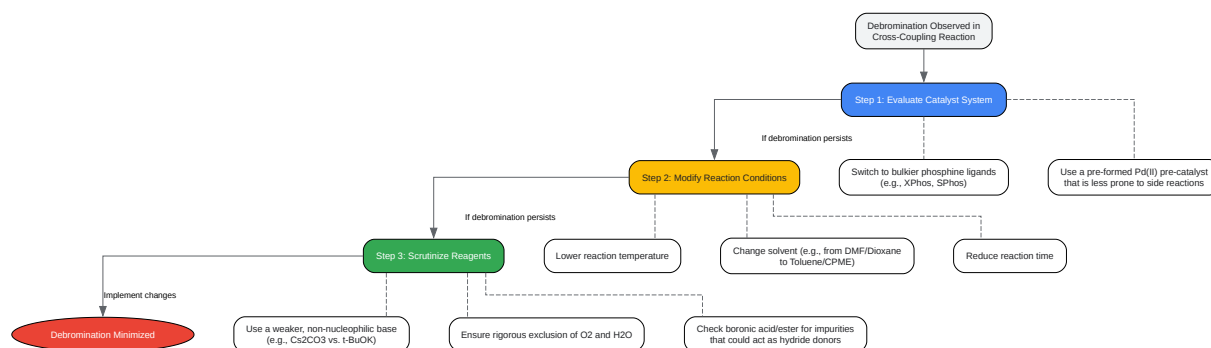 Debromination Observed in
Cross-Coupling Reaction
Step 1: Evaluate Catalyst System
If debromination persists
Switch to bulkier phosphine ligands
(e.g., XPhos, SPhos)
Use a pre-formed Pd(II) pre-catalyst
that is less prone to side reactions
Step 2: Modify Reaction Conditions
If debromination persists
Lower reaction temperature
Change solvent (e.g., from DMF/Dioxane
to Toluene/CPME)
Reduce reaction time
Step 3: Scrutinize Reagents
Implement changes
Debromination Minimized
Use a weaker, non-nucleophilic base
(e.g., Cs2CO3 vs. t-BuOK)
Ensure rigorous exclusion of O2 and H2O
Check boronic acid/ester for impurities
that could act as hydride donors